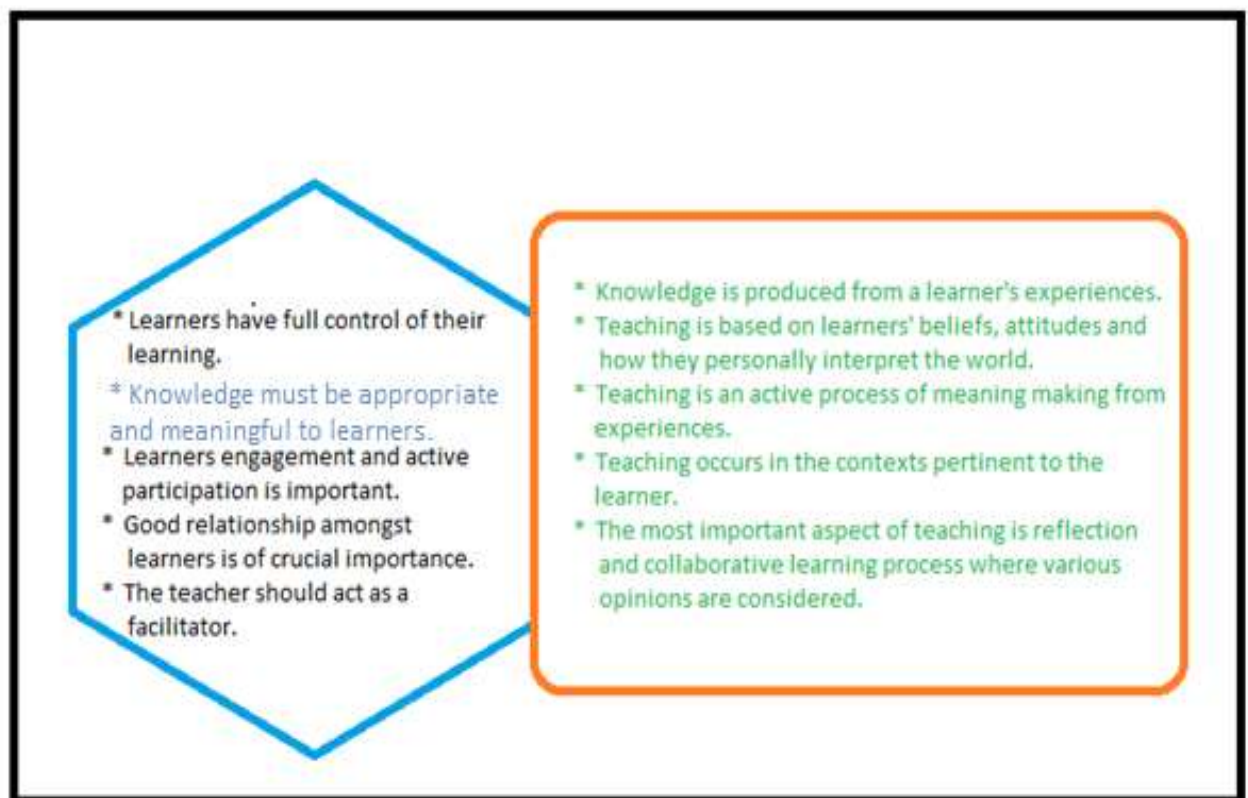 * Learners have full control of their
learning.
* Knowledge must be appropriate
and meaningful to learners.
* Learners engagement and active
participation is important.
* Good relationship amongst
learners is of crucial importance.
* The teacher should act as a
facilitator.
* Knowledge is produced from a learner's experiences.
* Teaching is based on learners' beliefs, attitudes and
how they personally interpret the world.
* Teaching is an active process of meaning making from
experiences.
* Teaching occurs in the contexts pertinent to the
learner.
* The most important aspect of teaching is reflection
and collaborative learning process where various
opinions are considered.